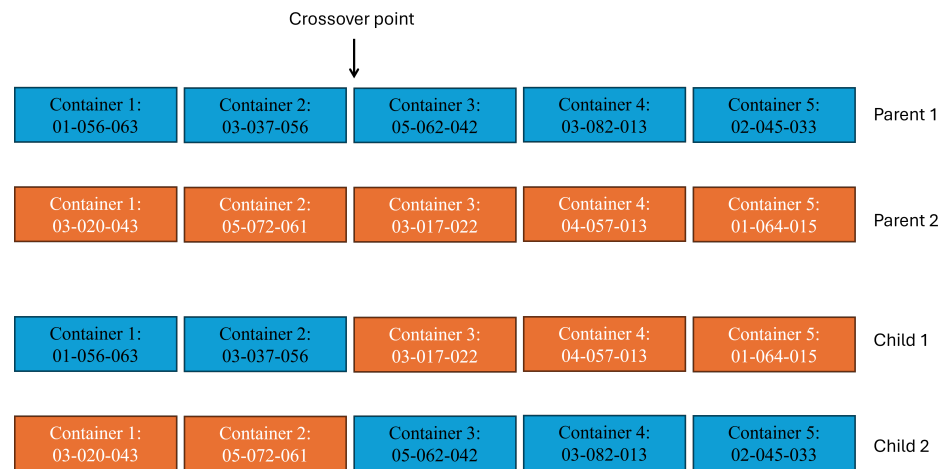 Crossover point
Container 1: Container 2: Container 3: Container 4: Container 5:
01-056-063 03-037-056 05-062-042 03-082-013 02-045-033
Parent 1
Container 1: Container 2: Container 3: Container 4: Container 5:
03-020-043 05-072-061 03-017-022 04-057-013 01-064-015
Parent 2
Container 1: Container 2: Container 3: Container 4: Container 5:
01-056-063 03-037-056 03-017-022 04-057-013 01-064-015
Child 1
Container 1: Container 2: Container 3: Container 4: Container 5:
03-020-043 05-072-061 05-062-042 03-082-013 02-045-033
Child 2